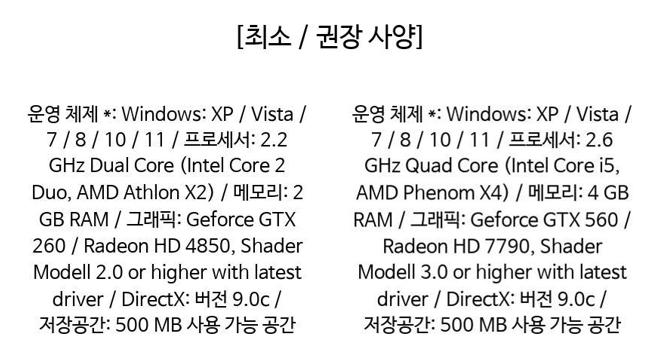 [최소 / 권장 사양]
운영 체제 *: Windows: XP / Vista /
7 / 8 / 10 / 11 / 프로세서: 2.2
GHz Dual Core (Intel Core 2
Duo, AMD Athlon X2) / 메모리: 2
GB RAM / 그래픽: Geforce GTX
260 / Radeon HD 4850, Shader
Modell 2.0 or higher with latest
driver / DirectX: 버전 9.0c /
저장공간: 500 MB 사용 가능 공간
운영 체제 *: Windows: XP / Vista /
7 / 8 / 10 / 11 / 프로세서: 2.6
GHz Quad Core (Intel Core i5,
AMD Phenom X4) / 메모리: 4 GB
RAM / 그래픽: Geforce GTX 560 /
Radeon HD 7790, Shader
Modell 3.0 or higher with latest
driver / DirectX: 버전 9.0c /
저장공간: 500 MB 사용 가능 공간